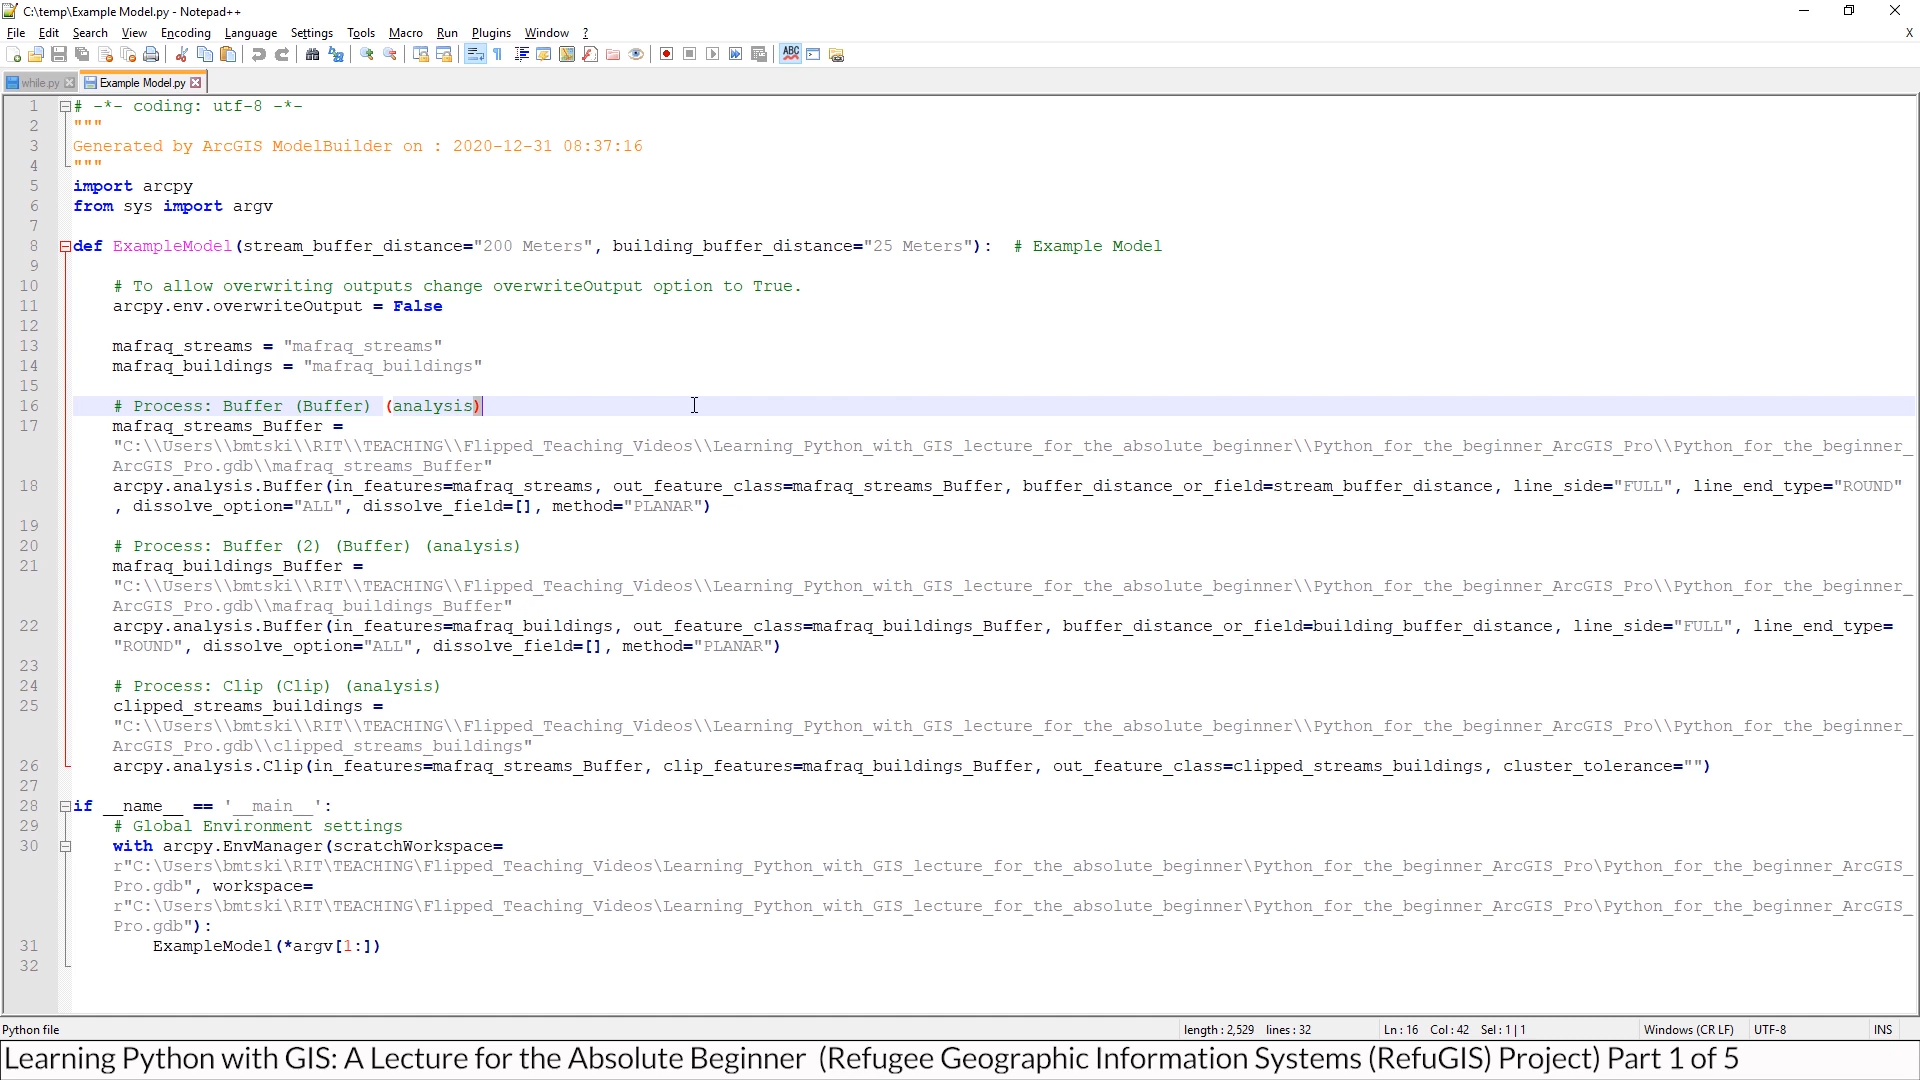 C:\temp\Example Model.py - Notepad++
File Edit Search View Encoding Language Settings Tools Macro Run Plugins Window ? X
while.py Example Model.py
1 # -*- coding: utf-8 -*-
2 """
3 Generated by ArcGIS ModelBuilder on : 2020-12-31 08:37:16
4 """
5 import arcpy
6 from sys import argv
7
8 def ExampleModel(stream_buffer_distance="200 Meters", building_buffer_distance="25 Meters"):  # Example Model
9
10 # To allow overwriting outputs change overwriteOutput option to True.
11 arcpy.env.overwriteOutput = False
12
13 mafraq_streams = "mafraq_streams"
14 mafraq_buildings = "mafraq_buildings"
15
16 # Process: Buffer (Buffer) (analysis)
17 mafraq_streams_Buffer =
"C:\\Users\\bmtski\\RIT\\TEACHING\\Flipped_Teaching_Videos\\Learning_Python_with_GIS_lecture_for_the_absolute_beginner\\Python_for_the_beginner_ArcGIS_Pro\\Python_for_the_beginner_
ArcGIS_Pro.gdb\\mafraq_streams_Buffer"
18 arcpy.analysis.Buffer(in_features=mafraq_streams, out_feature_class=mafraq_streams_Buffer, buffer_distance_or_field=stream_buffer_distance, line_side="FULL", line_end_type="ROUND"
, dissolve_option="ALL", dissolve_field=[], method="PLANAR")
19
20 # Process: Buffer (2) (Buffer) (analysis)
21 mafraq_buildings_Buffer =
"C:\\Users\\bmtski\\RIT\\TEACHING\\Flipped_Teaching_Videos\\Learning_Python_with_GIS_lecture_for_the_absolute_beginner\\Python_for_the_beginner_ArcGIS_Pro\\Python_for_the_beginner_
ArcGIS_Pro.gdb\\mafraq_buildings_Buffer"
22 arcpy.analysis.Buffer(in_features=mafraq_buildings, out_feature_class=mafraq_buildings_Buffer, buffer_distance_or_field=building_buffer_distance, line_side="FULL", line_end_type=
"ROUND", dissolve_option="ALL", dissolve_field=[], method="PLANAR")
23
24 # Process: Clip (Clip) (analysis)
25 clipped_streams_buildings =
"C:\\Users\\bmtski\\RIT\\TEACHING\\Flipped_Teaching_Videos\\Learning_Python_with_GIS_lecture_for_the_absolute_beginner\\Python_for_the_beginner_ArcGIS_Pro\\Python_for_the_beginner_
ArcGIS_Pro.gdb\\clipped_streams_buildings"
26 arcpy.analysis.Clip(in_features=mafraq_streams_Buffer, clip_features=mafraq_buildings_Buffer, out_feature_class=clipped_streams_buildings, cluster_tolerance="")
27
28 if __name__ == '__main__':
29 # Global Environment settings
30 with arcpy.EnvManager(scratchWorkspace=
r"C:\Users\bmtski\RIT\TEACHING\Flipped_Teaching_Videos\Learning_Python_with_GIS_lecture_for_the_absolute_beginner\Python_for_the_beginner_ArcGIS_Pro\Python_for_the_beginner_ArcGIS_
Pro.gdb", workspace=
r"C:\Users\bmtski\RIT\TEACHING\Flipped_Teaching_Videos\Learning_Python_with_GIS_lecture_for_the_absolute_beginner\Python_for_the_beginner_ArcGIS_Pro\Python_for_the_beginner_ArcGIS_
Pro.gdb"):
31 ExampleModel(*argv[1:])
32
Python file length : 2,529 lines : 32 Ln : 16 Col : 42 Sel : 1 | 1 Windows (CR LF) UTF-8 INS
Learning Python with GIS: A Lecture for the Absolute Beginner (Refugee Geographic Information Systems (RefuGIS) Project) Part 1 of 5